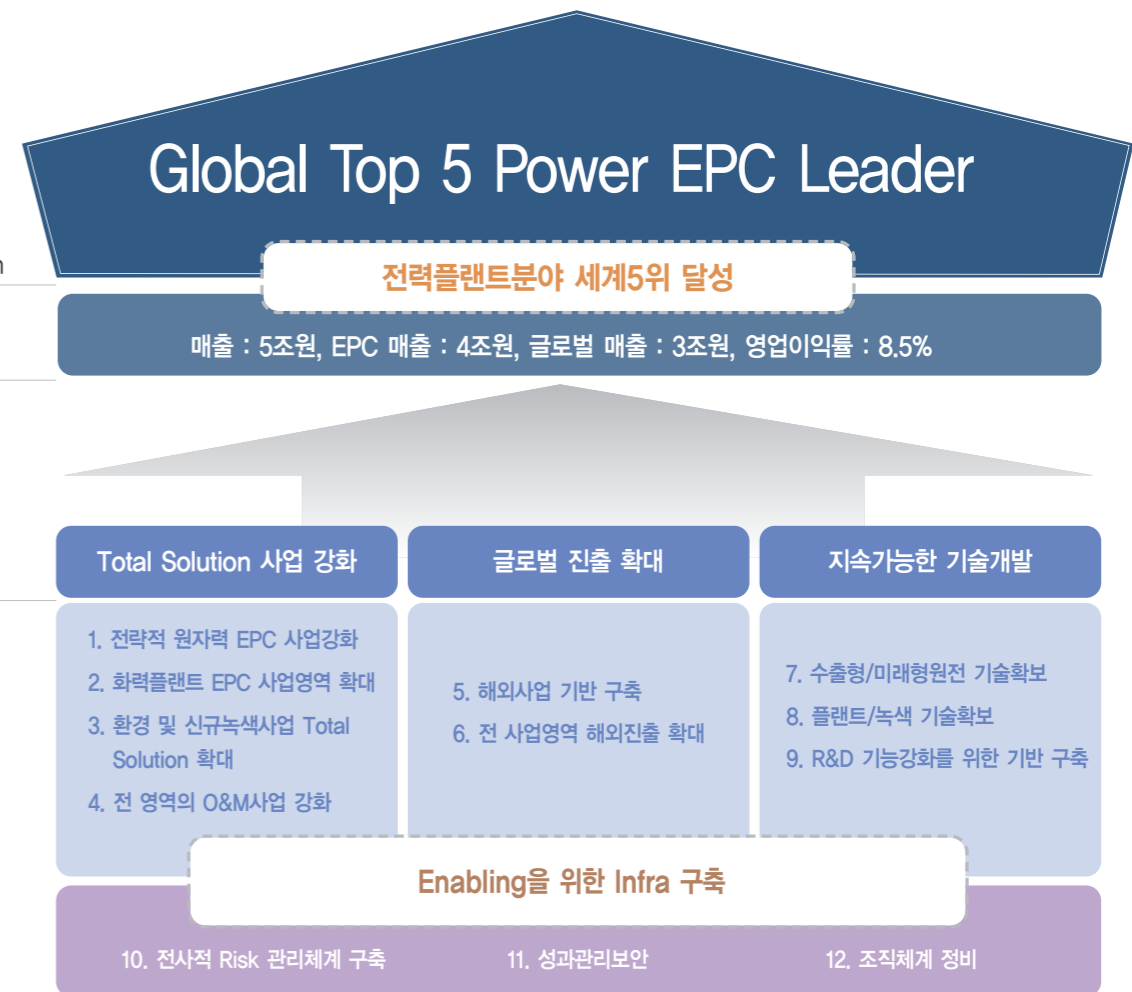 Global Top 5 Power EPC Leader
n
전력플랜트분야 세계5위 달성
매출 : 5조원, EPC 매출 : 4조원, 글로벌 매출 : 3조원, 영업이익률 : 8.5%
Total Solution 사업 강화
1. 전략적 원자력 EPC 사업강화
2. 화력플랜트 EPC 사업영역 확대
3. 환경 및 신규녹색사업 Total
Solution 확대
4. 전 영역의 O&M사업 강화
글로벌 진출 확대
5. 해외사업 기반 구축
6. 전 사업영역 해외진출 확대
지속가능한 기술개발
7. 수출형/미래형원전 기술확보
8. 플랜트/녹색 기술확보
9. R&D 기능강화를 위한 기반 구축
Enabling을 위한 Infra 구축
10. 전사적 Risk 관리체계 구축
11. 성과관리보안
12. 조직체계 정비